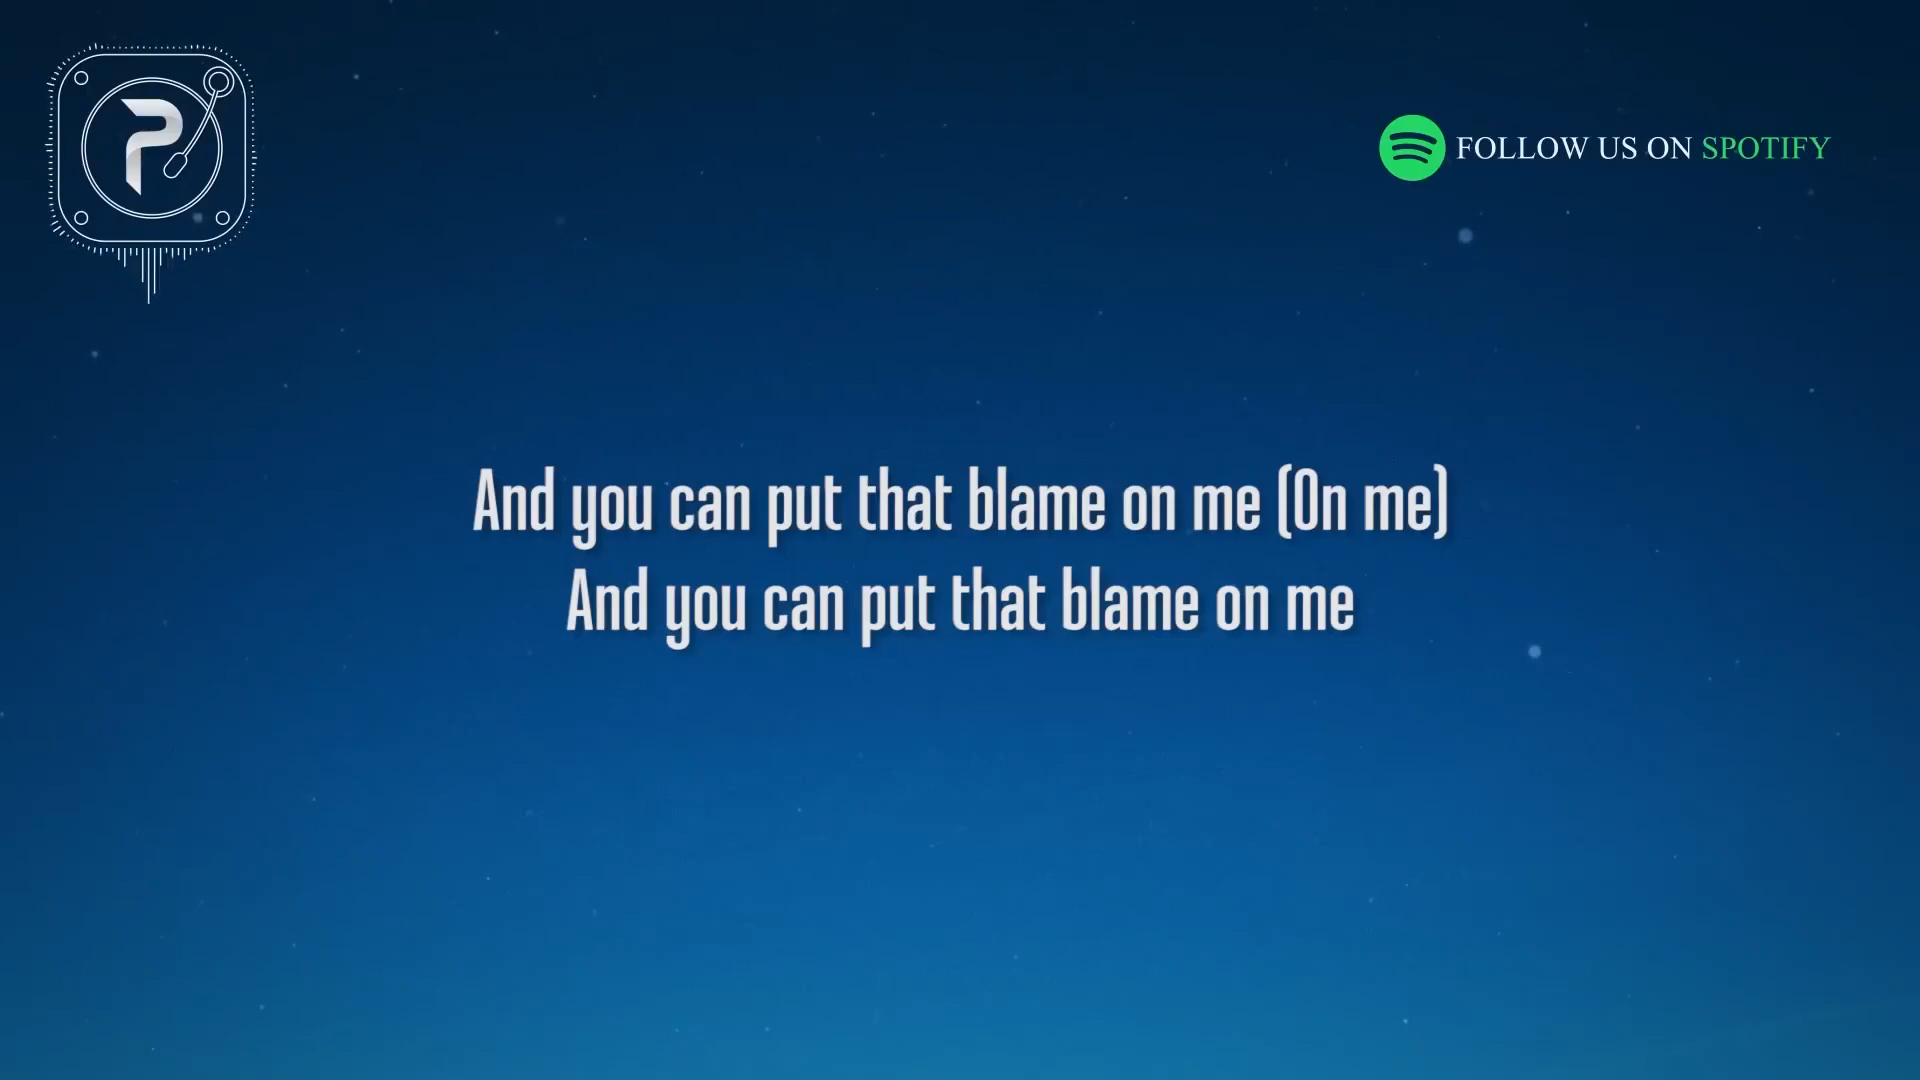 P
FOLLOW US ON SPOTIFY
And you can put that blame on me (On me)
And you can put that blame on me